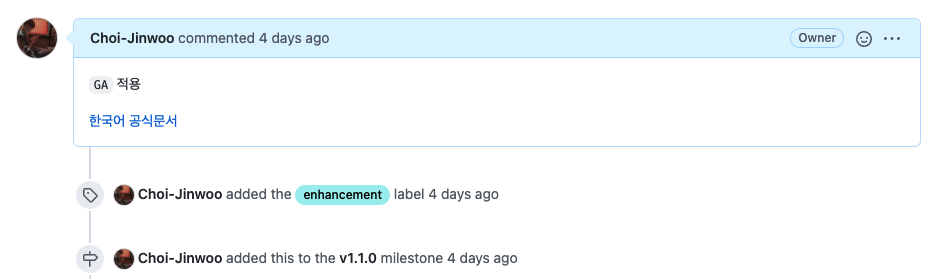 Choi-Jinwoo commented 4 days ago Owner
GA 적용
한국어 공식문서
Choi-Jinwoo added the enhancement label 4 days ago
Choi-Jinwoo added this to the v1.1.0 milestone 4 days ago